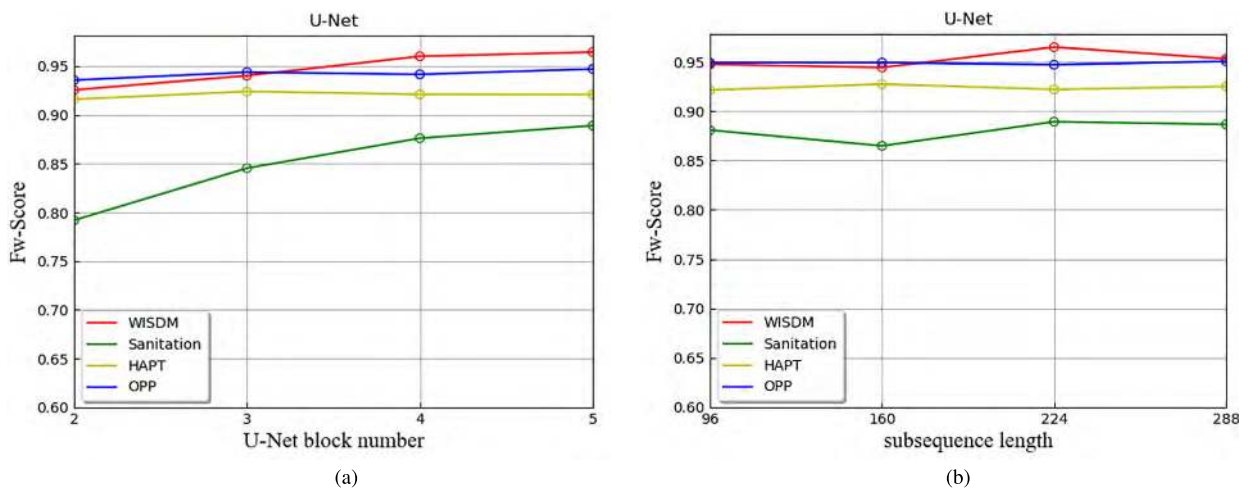 U-Net
Fw-Score
0.95
0.90
0.85
0.80
0.75
0.70
0.65
0.60
WISDM
Sanitation
HAPT
OPP
2 3 4 5
U-Net block number
(a)
U-Net
Fw-Score
0.95
0.90
0.85
0.80
0.75
0.70
0.65
0.60
WISDM
Sanitation
HAPT
OPP
96 160 224 288
subsequence length
(b)